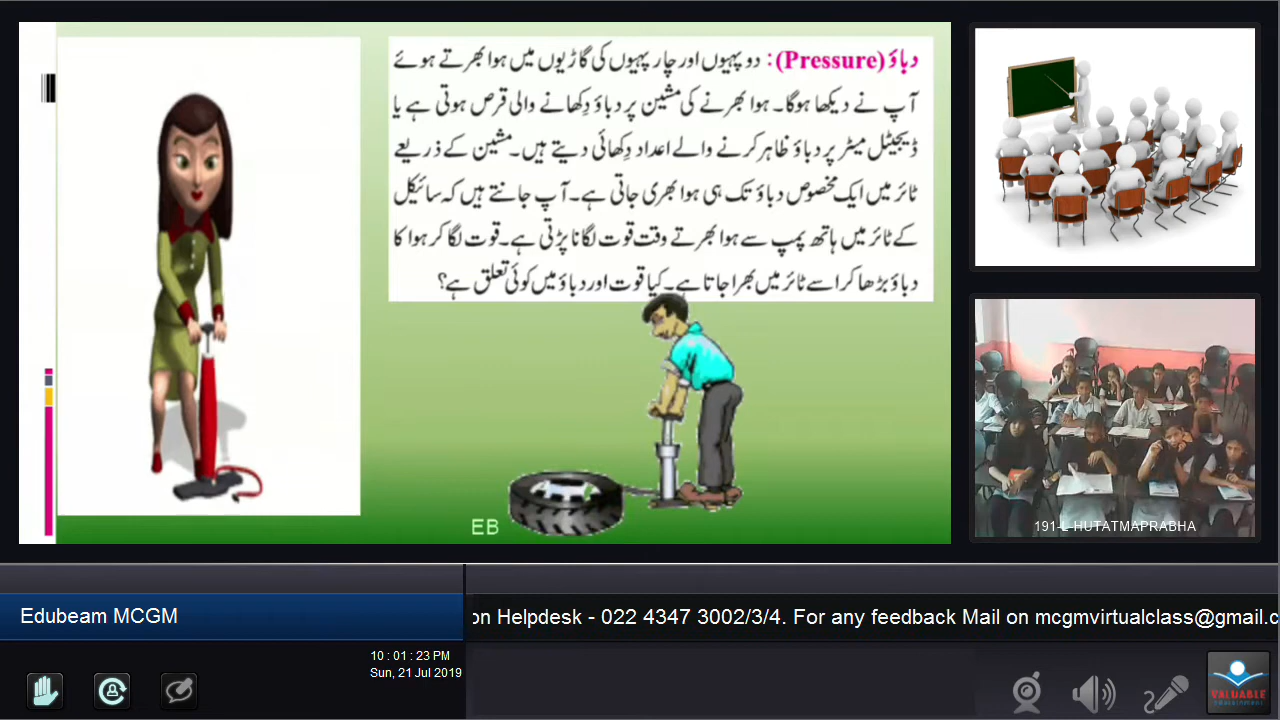 دباؤ (Pressure) : دو پہیوں اور چار پہیوں کی گاڑیوں میں ہوا بھرتے ہوئے
آپ نے دیکھا ہوگا۔ ہوا بھرنے کی مشین پر دباؤ دِکھانے والی قرص ہوتی ہے یا
ڈیجیٹل میٹر پر دباؤ ظاہر کرنے والے اعداد دِکھائی دیتے ہیں۔ مشین کے ذریعے
ٹائر میں ایک مخصوص دباؤ تک ہی ہوا بھری جاتی ہے۔ آپ جانتے ہیں کہ سائیکل
کے ٹائر میں ہاتھ پمپ سے ہوا بھرتے وقت قوت لگانا پڑتی ہے۔ قوت لگا کر ہوا کا
دباؤ بڑھا کر اسے ٹائر میں بھرا جاتا ہے۔ کیا قوت اور دباؤ میں کوئی تعلق ہے؟
EB
191-L-HUTATMAPRABHA
Edubeam MCGM
on Helpdesk - 022 4347 3002/3/4. For any feedback Mail on mcgmvirtualclass@gmail.c
10 : 01 : 23 PM
Sun, 21 Jul 2019
VALUABLE